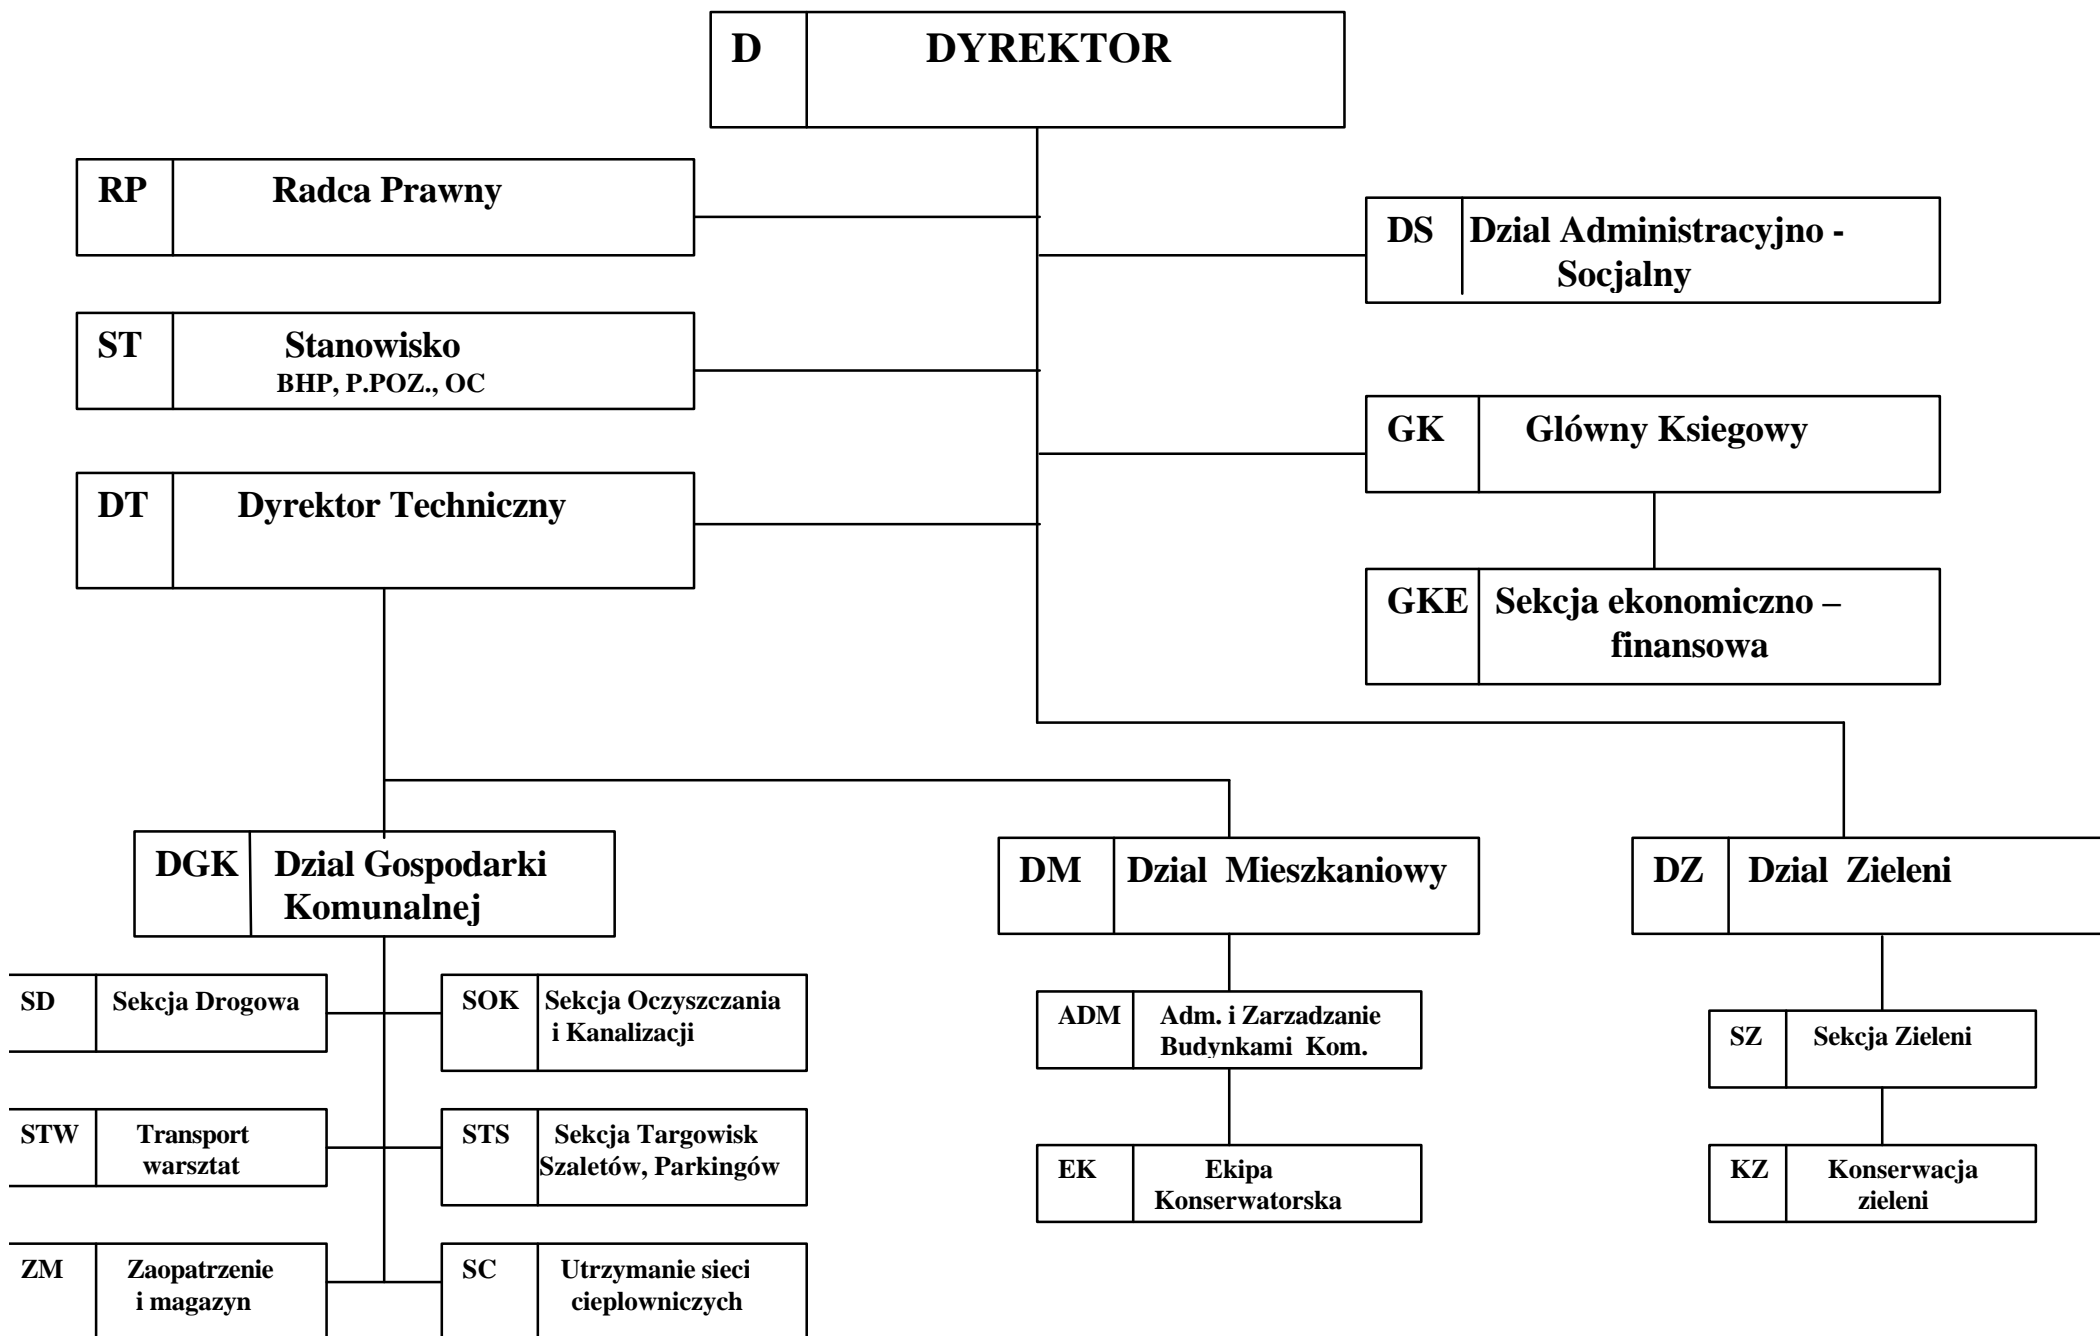 D DYREKTOR
RP Radca Prawny
DS Dzial Administracyjno -
Socjalny
ST Stanowisko
BHP, P.POZ., OC
GK Glówny Ksiegowy
DT Dyrektor Techniczny
GKE Sekcja ekonomiczno –
finansowa
DGK Dzial Gospodarki
Komunalnej
DM Dzial Mieszkaniowy
DZ Dzial Zieleni
SD Sekcja Drogowa
SOK Sekcja Oczyszczania
i Kanalizacji
ADM Adm. i Zarzadzanie
Budynkami Kom.
SZ Sekcja Zieleni
STW Transport
warsztat
STS Sekcja Targowisk
Szaletów, Parkingów
EK Ekipa
Konserwatorska
KZ Konserwacja
zieleni
ZM Zaopatrzenie
i magazyn
SC Utrzymanie sieci
cieplowniczych